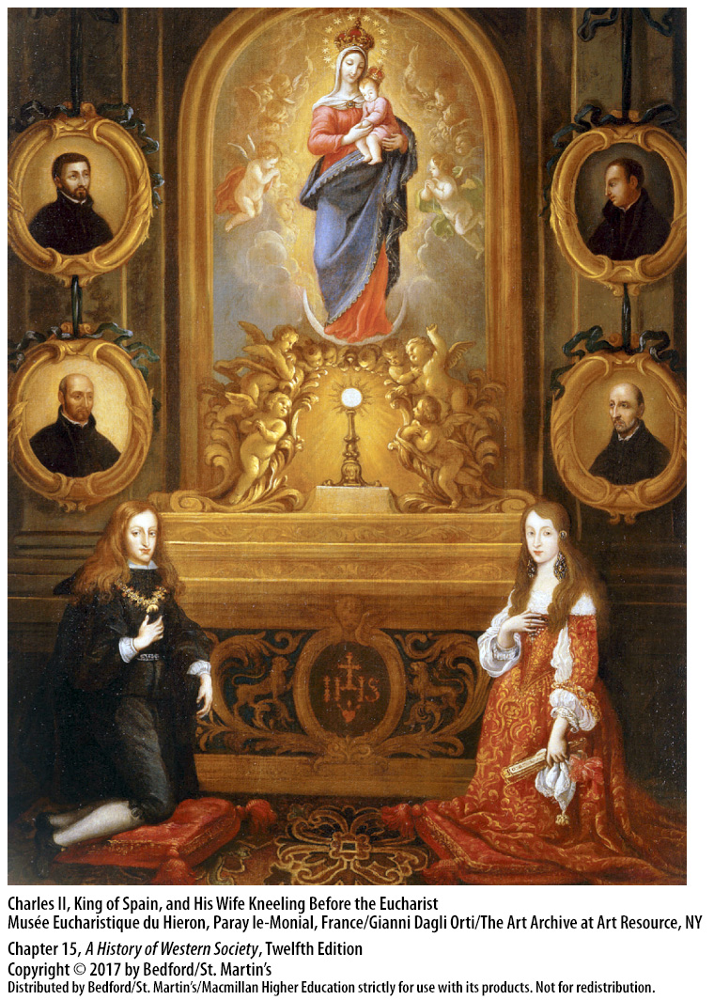 IHS
Charles II, King of Spain, and His Wife Kneeling Before the Eucharist
Musée Eucharistique du Hieron, Paray le-Monial, France/Gianni Dagli Orti/The Art Archive at Art Resource, NY
Chapter 15, A History of Western Society, Twelfth Edition
Copyright © 2017 by Bedford/St. Martin’s
Distributed by Bedford/St. Martin’s/Macmillan Higher Education strictly for use with its products. Not for redistribution.